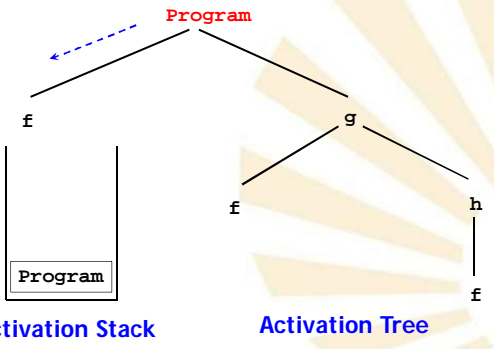 Program
f
g
f
h
Program
f
ctivation Stack
Activation Tree